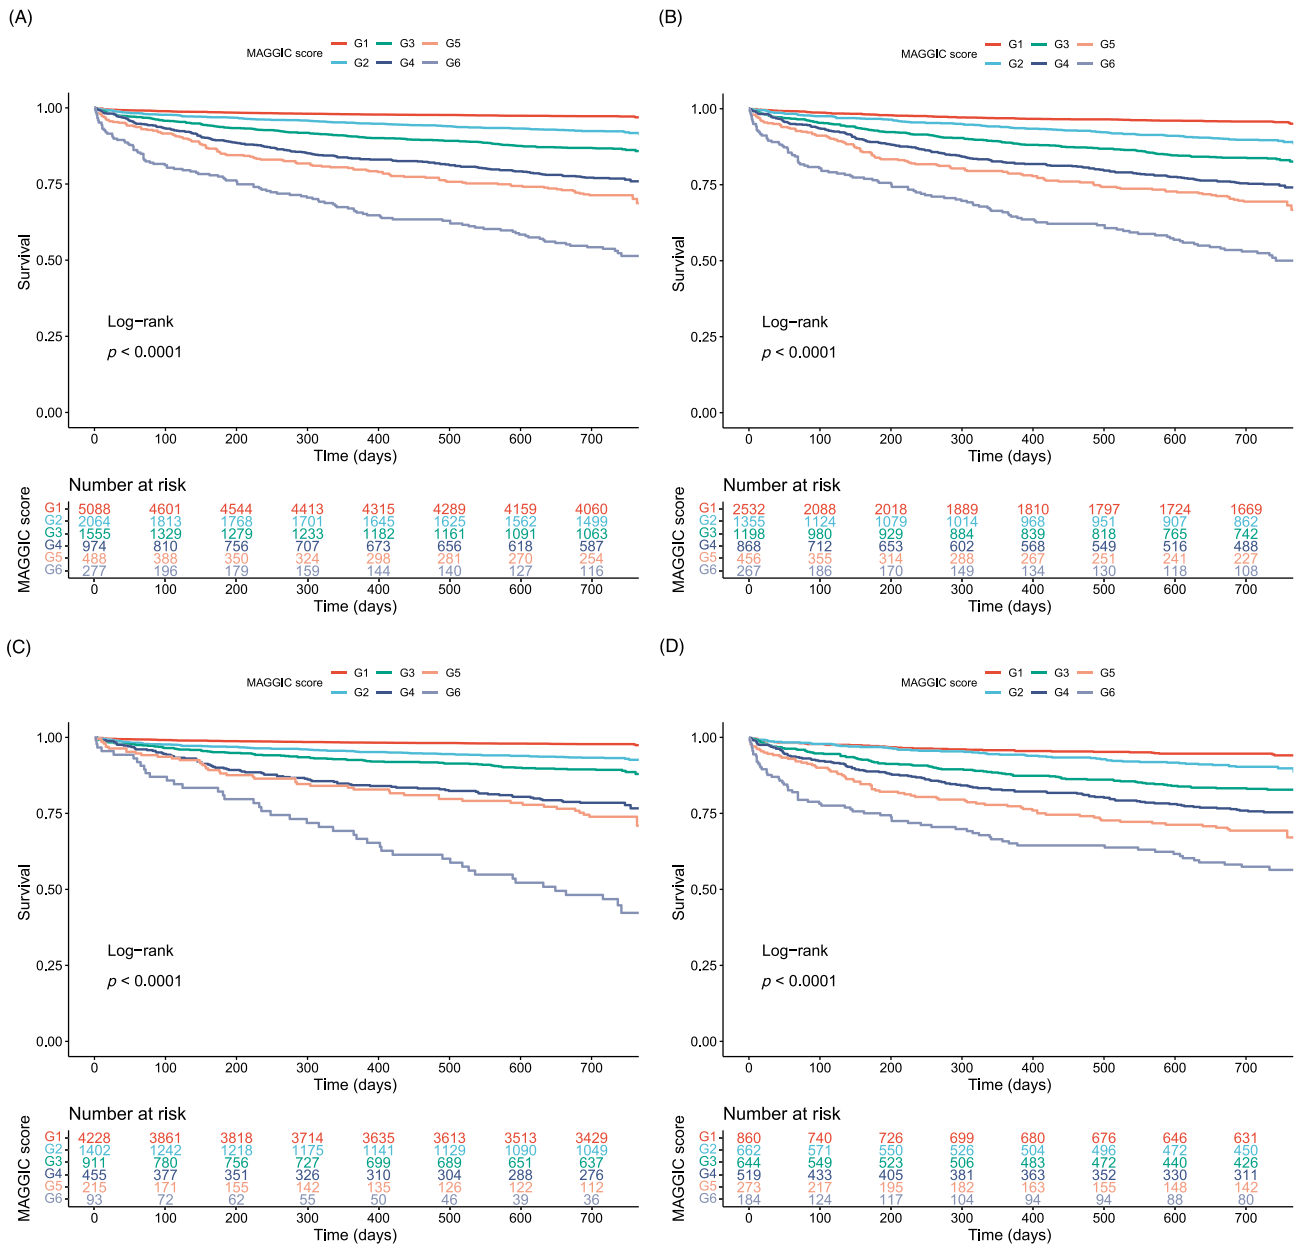 (A)
MAGGIC score G1 G3 G5
G2 G4 G6
1.00
0.75
0.50
0.25
0.00
Survival
Log-rank
p < 0.0001
0 100 200 300 400 500 600 700
Time (days)
Number at risk
MAGGIC score
G1 5088 4601 4544 4413 4315 4289 4159 4060
G2 2064 1813 1768 1701 1645 1625 1562 1499
G3 1555 1329 1279 1233 1182 1161 1091 1063
G4 974 810 756 707 673 656 618 587
G5 488 388 350 324 298 281 270 254
G6 277 196 179 159 144 140 127 116
0 100 200 300 400 500 600 700
Time (days)
(B)
MAGGIC score G1 G3 G5
G2 G4 G6
1.00
0.75
0.50
0.25
0.00
Survival
Log-rank
p < 0.0001
0 100 200 300 400 500 600 700
Time (days)
Number at risk
MAGGIC score
G1 2532 2088 2018 1889 1810 1797 1724 1669
G2 1355 1124 1079 1014 968 951 907 862
G3 1198 980 929 884 839 818 765 742
G4 868 712 653 602 568 549 516 488
G5 456 355 314 288 267 251 241 227
G6 267 186 170 149 134 130 118 108
0 100 200 300 400 500 600 700
Time (days)
(C)
MAGGIC score G1 G3 G5
G2 G4 G6
1.00
0.75
0.50
0.25
0.00
Survival
Log-rank
p < 0.0001
0 100 200 300 400 500 600 700
Time (days)
Number at risk
MAGGIC score
G1 4228 3861 3818 3714 3635 3613 3513 3429
G2 1402 1242 1218 1175 1141 1129 1090 1049
G3 911 780 756 727 699 689 651 637
G4 455 377 351 326 310 304 288 276
G5 215 171 155 142 135 126 122 112
G6 93 72 62 55 50 46 39 36
0 100 200 300 400 500 600 700
Time (days)
(D)
MAGGIC score G1 G3 G5
G2 G4 G6
1.00
0.75
0.50
0.25
0.00
Survival
Log-rank
p < 0.0001
0 100 200 300 400 500 600 700
Time (days)
Number at risk
MAGGIC score
G1 860 740 726 699 680 676 646 631
G2 662 571 550 526 504 496 472 450
G3 644 549 523 506 483 472 440 426
G4 519 433 405 381 363 352 330 311
G5 273 217 195 182 163 155 148 142
G6 184 124 117 104 94 94 88 80
0 100 200 300 400 500 600 700
Time (days)